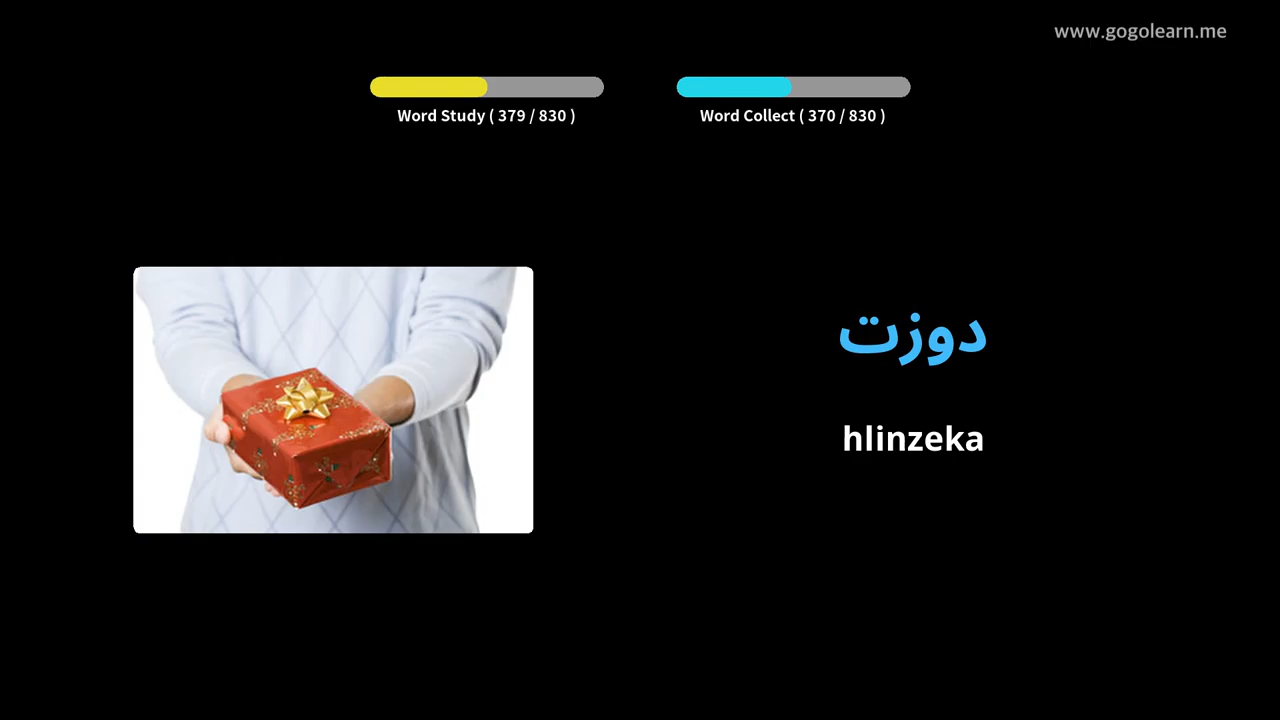 www.gogolearn.me
Word Study ( 379 / 830 )
Word Collect ( 370 / 830 )
دوزت
hlinzeka